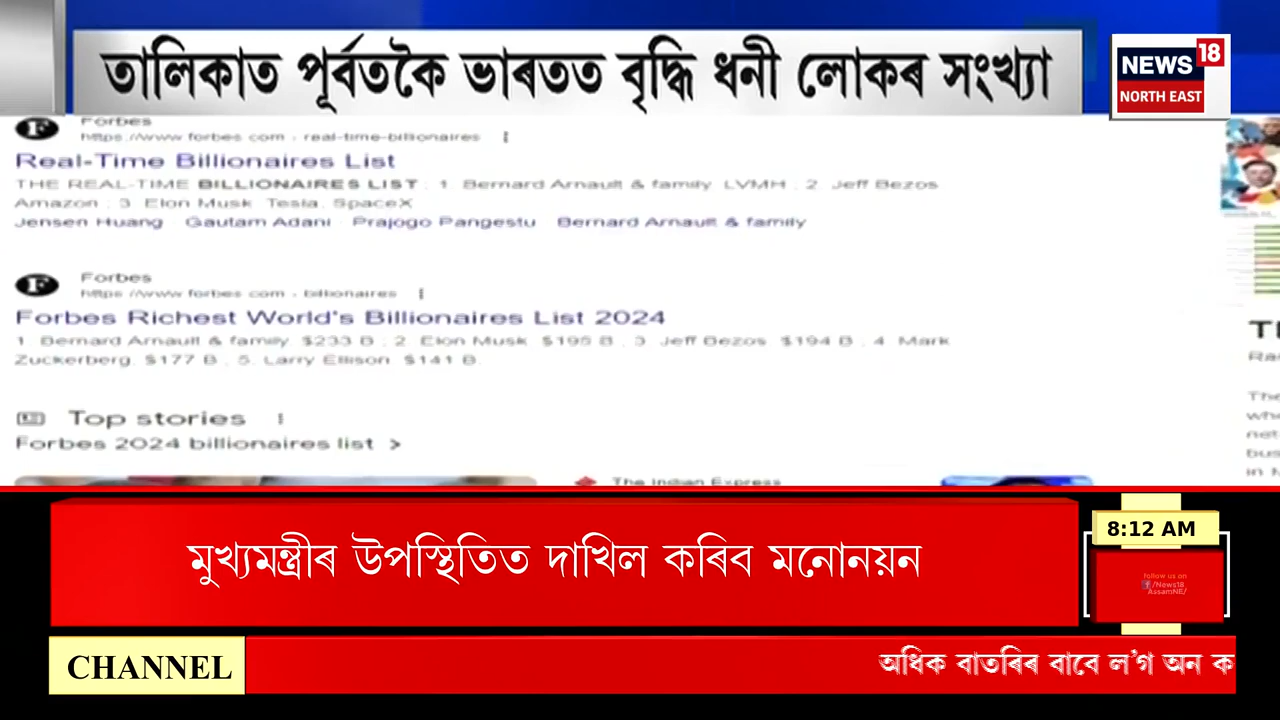 তালিকাত পূৰ্বতকৈ ভাৰতত বৃদ্ধি ধনী লোকৰ সংখ্যা
NEWS 18
NORTH EAST
Forbes
https://www.forbes.com › real-time-billionaires
Real-Time Billionaires List
THE REAL-TIME BILLIONAIRES LIST ; 1. Bernard Arnault & family. LVMH ; 2. Jeff Bezos
Amazon ; 3. Elon Musk. Tesla, SpaceX
Jensen Huang · Gautam Adani · Prajogo Pangestu · Bernard Arnault & family
Forbes
https://www.forbes.com › billionaires
Forbes Richest World's Billionaires List 2024
1. Bernard Arnault & family. $233 B ; 2. Elon Musk. $195 B ; 3. Jeff Bezos. $194 B ; 4. Mark
Zuckerberg. $177 B ; 5. Larry Ellison. $141 B.
Top stories
Forbes 2024 billionaires list >
The Indian Express
মুখ্যমন্ত্ৰীৰ উপস্থিতিত দাখিল কৰিব মনোনয়ন
8:12 AM
follow us on
/News18
AssamNE/
CHANNEL
অধিক বাতৰিৰ বাবে ল'গ অন ক